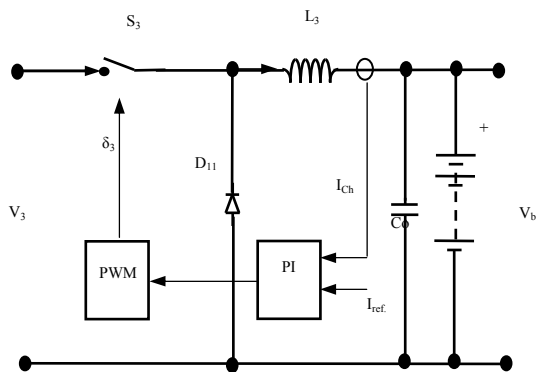 S3
L3
δ3
D11
+
ICh
V3
Co
Vb
PWM
PI
Iref.